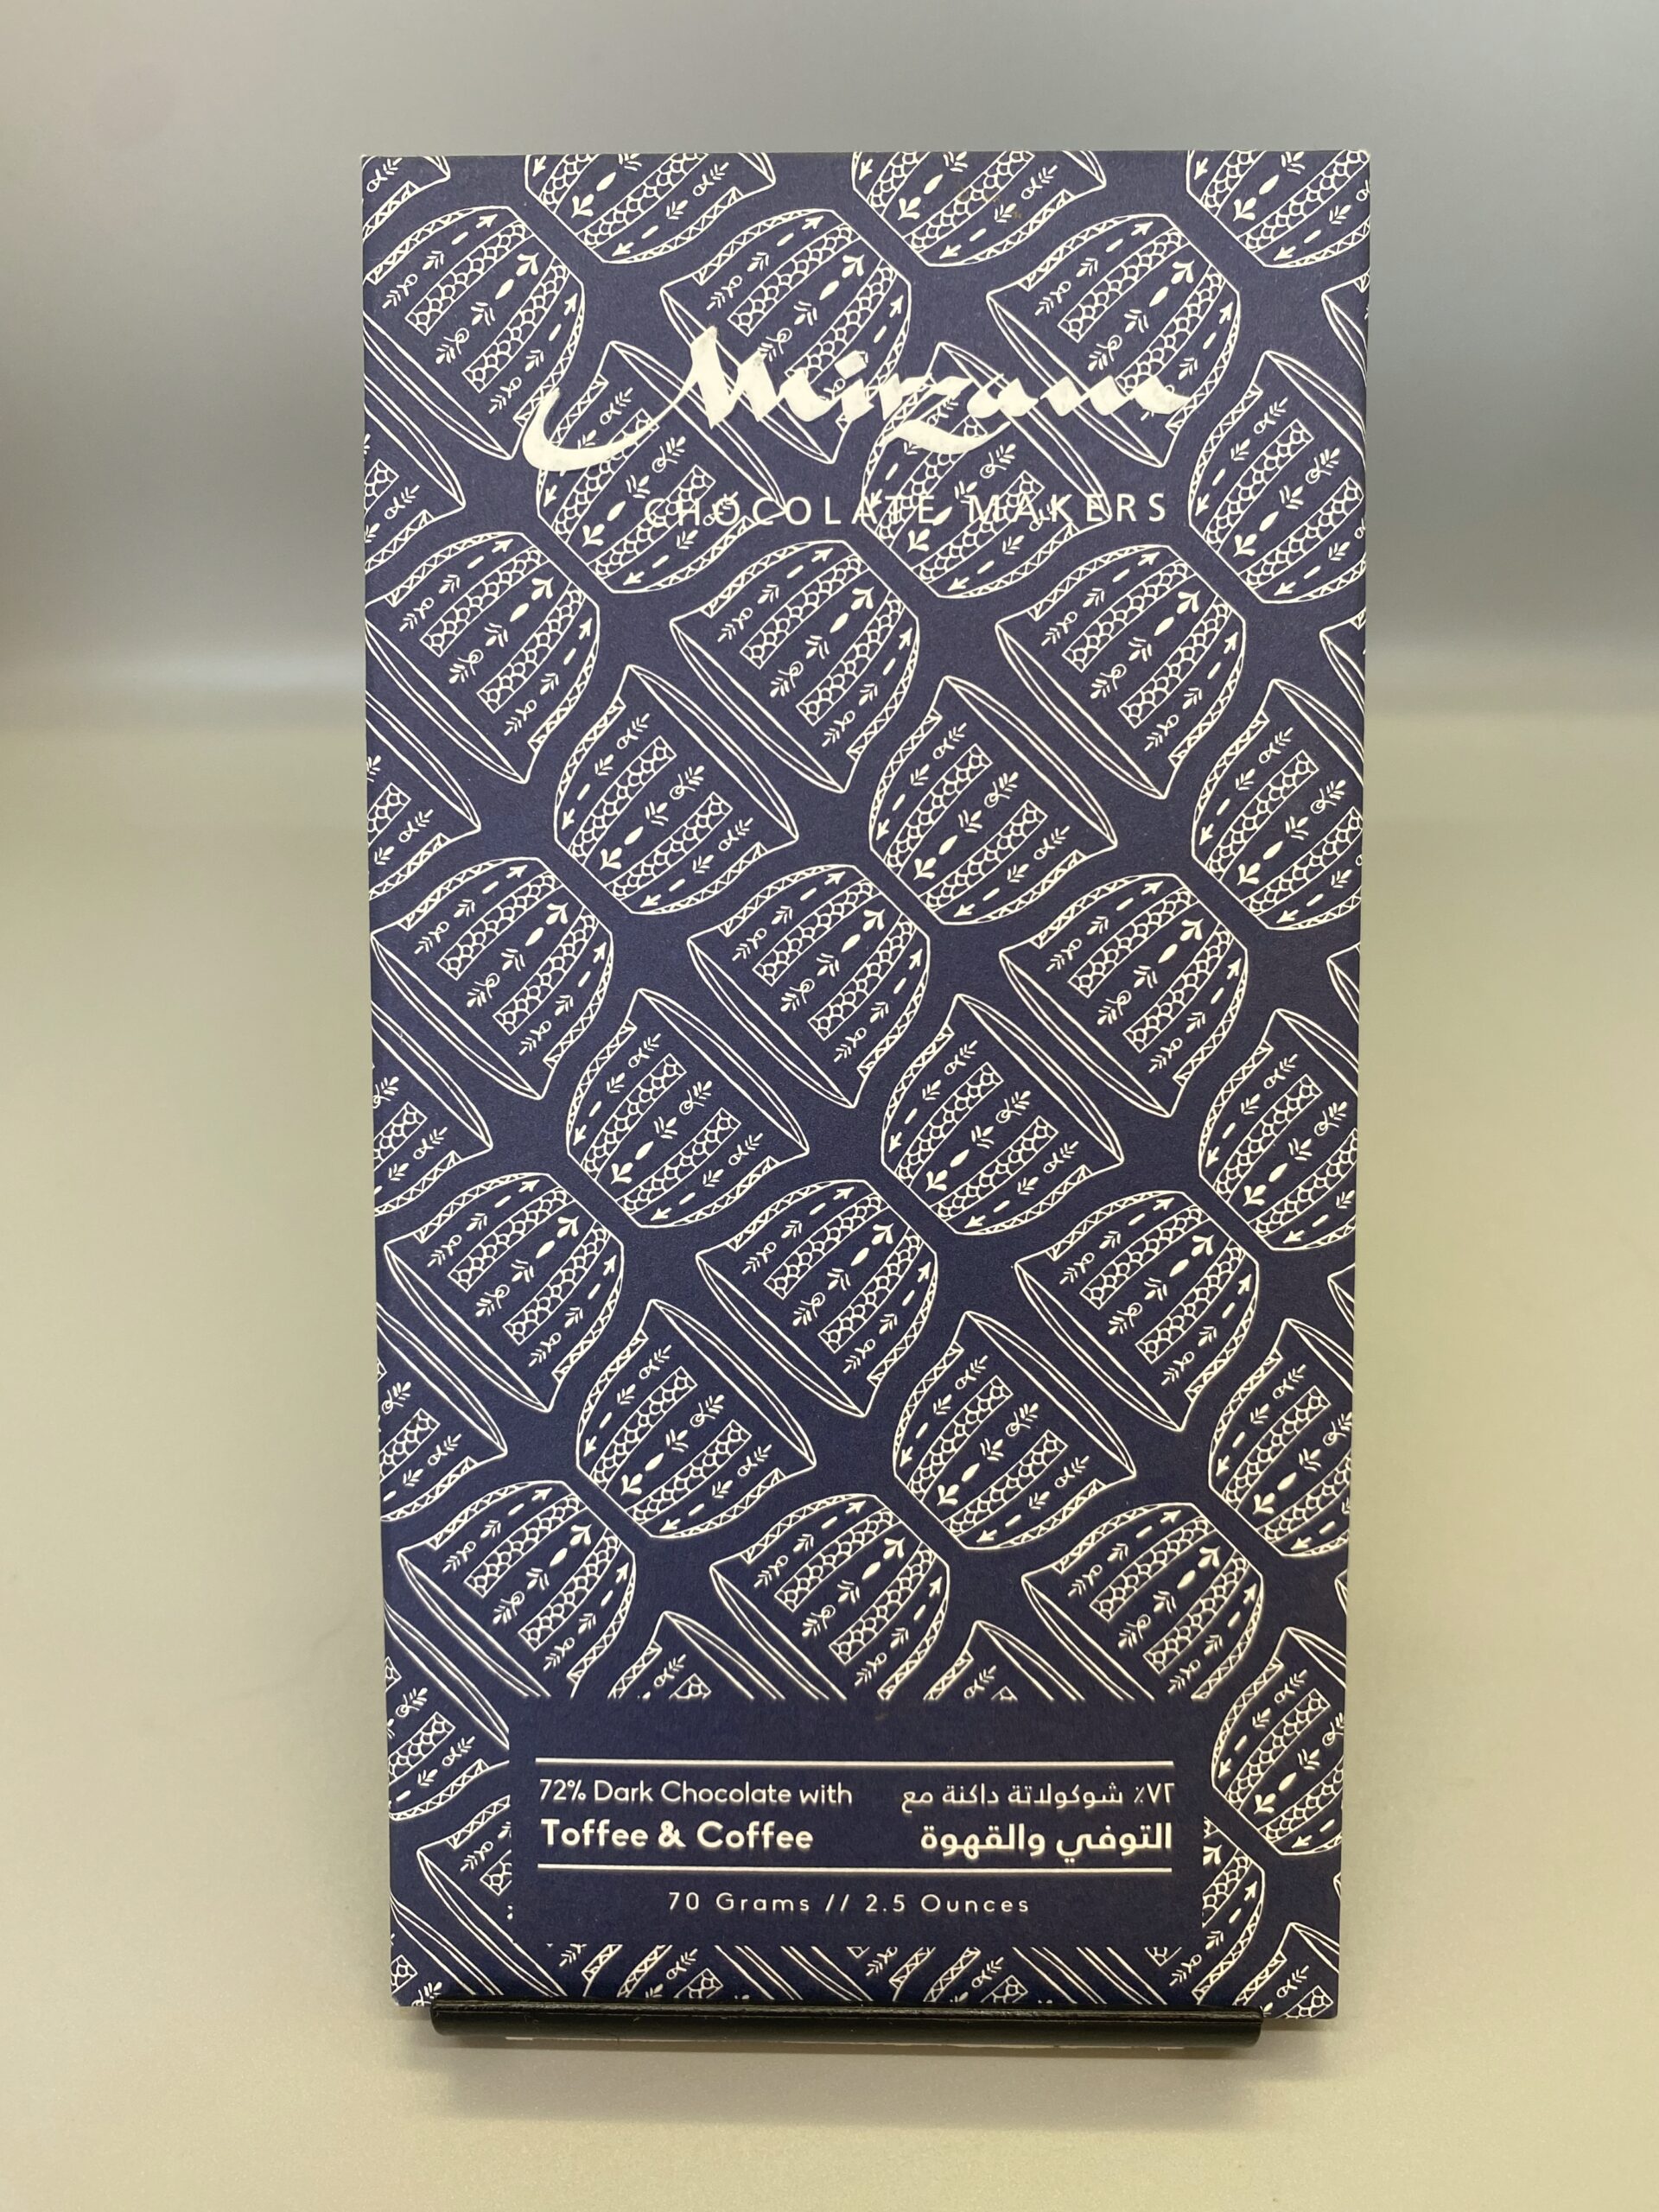 Mirzam
CHOCOLATE MAKERS
72% Dark Chocolate with
Toffee & Coffee
٧٢٪ شوكولاتة داكنة مع
التوفي والقهوة
70 Grams // 2.5 Ounces